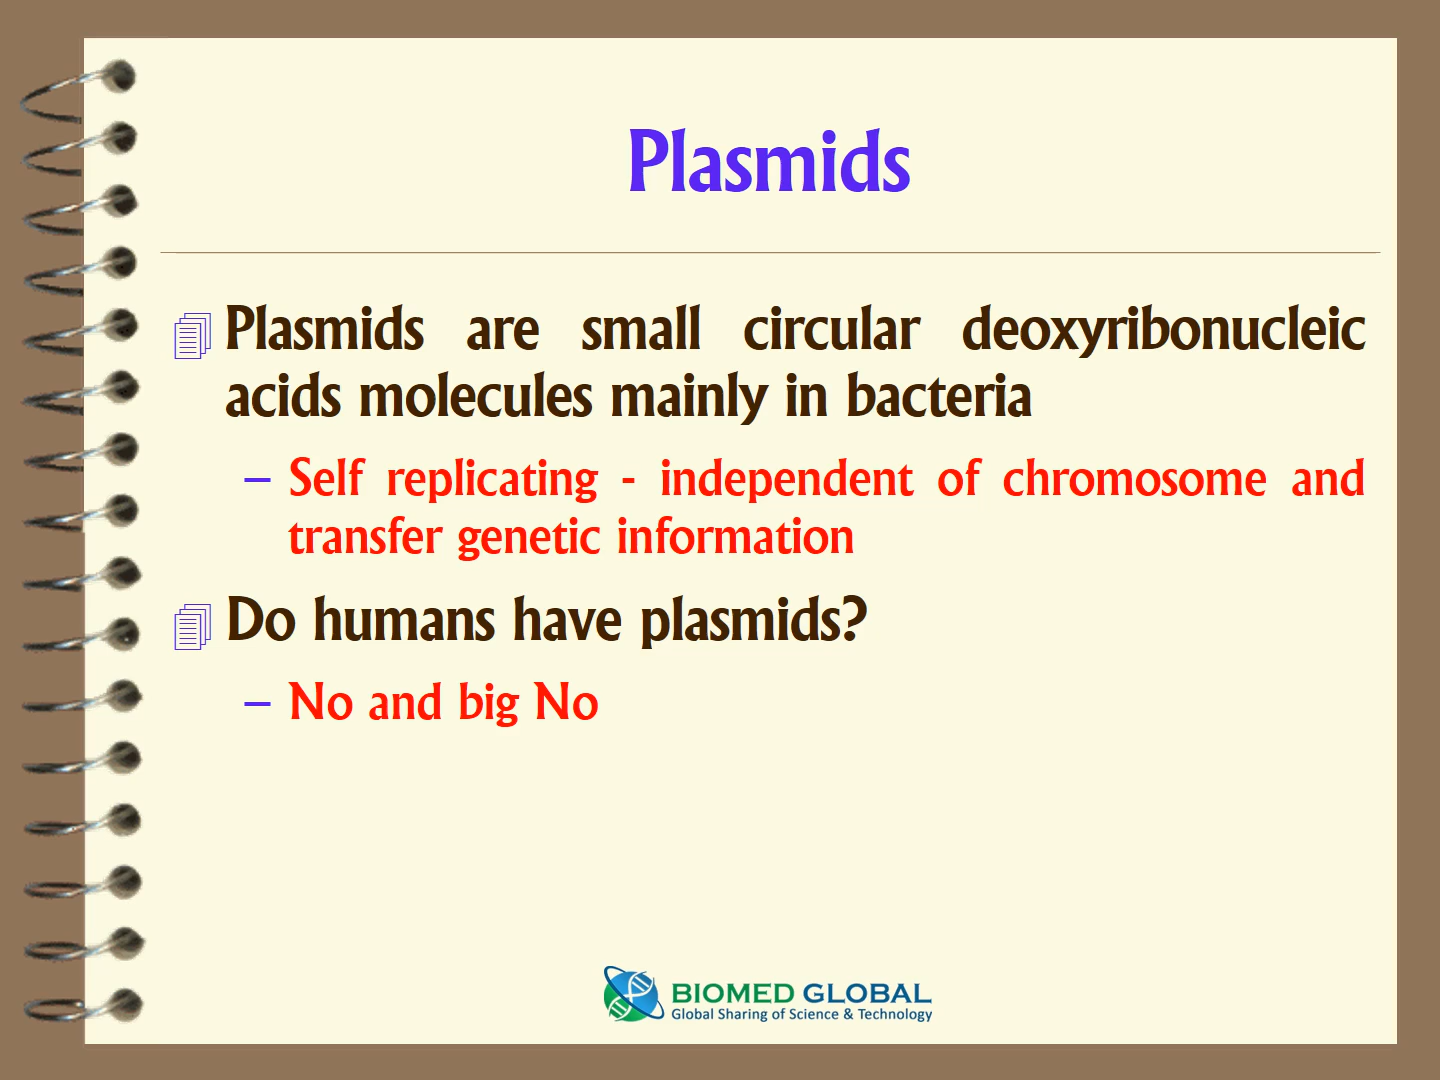 Plasmids
Plasmids are small circular deoxyribonucleic
acids molecules mainly in bacteria
– Self replicating - independent of chromosome and
transfer genetic information
Do humans have plasmids?
– No and big No
BIOMED GLOBAL
Global Sharing of Science & Technology